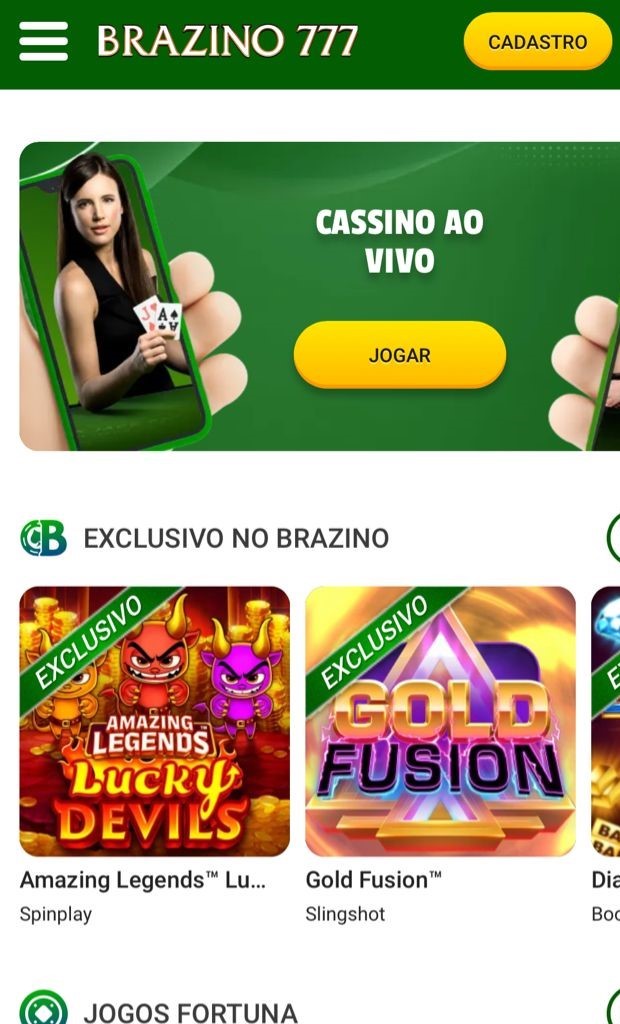 BRAZINO 777
CADASTRO
CASSINO AO
VIVO
JOGAR
EXCLUSIVO NO BRAZINO
EXCLUSIVO
AMAZING
LEGENDS™
Lucky
DEVILS
EXCLUSIVO
GOLD
FUSION
Amazing Legends™ Lu...
Gold Fusion™
Dia
Spinplay
Slingshot
Boo
JOGOS FORTUNA